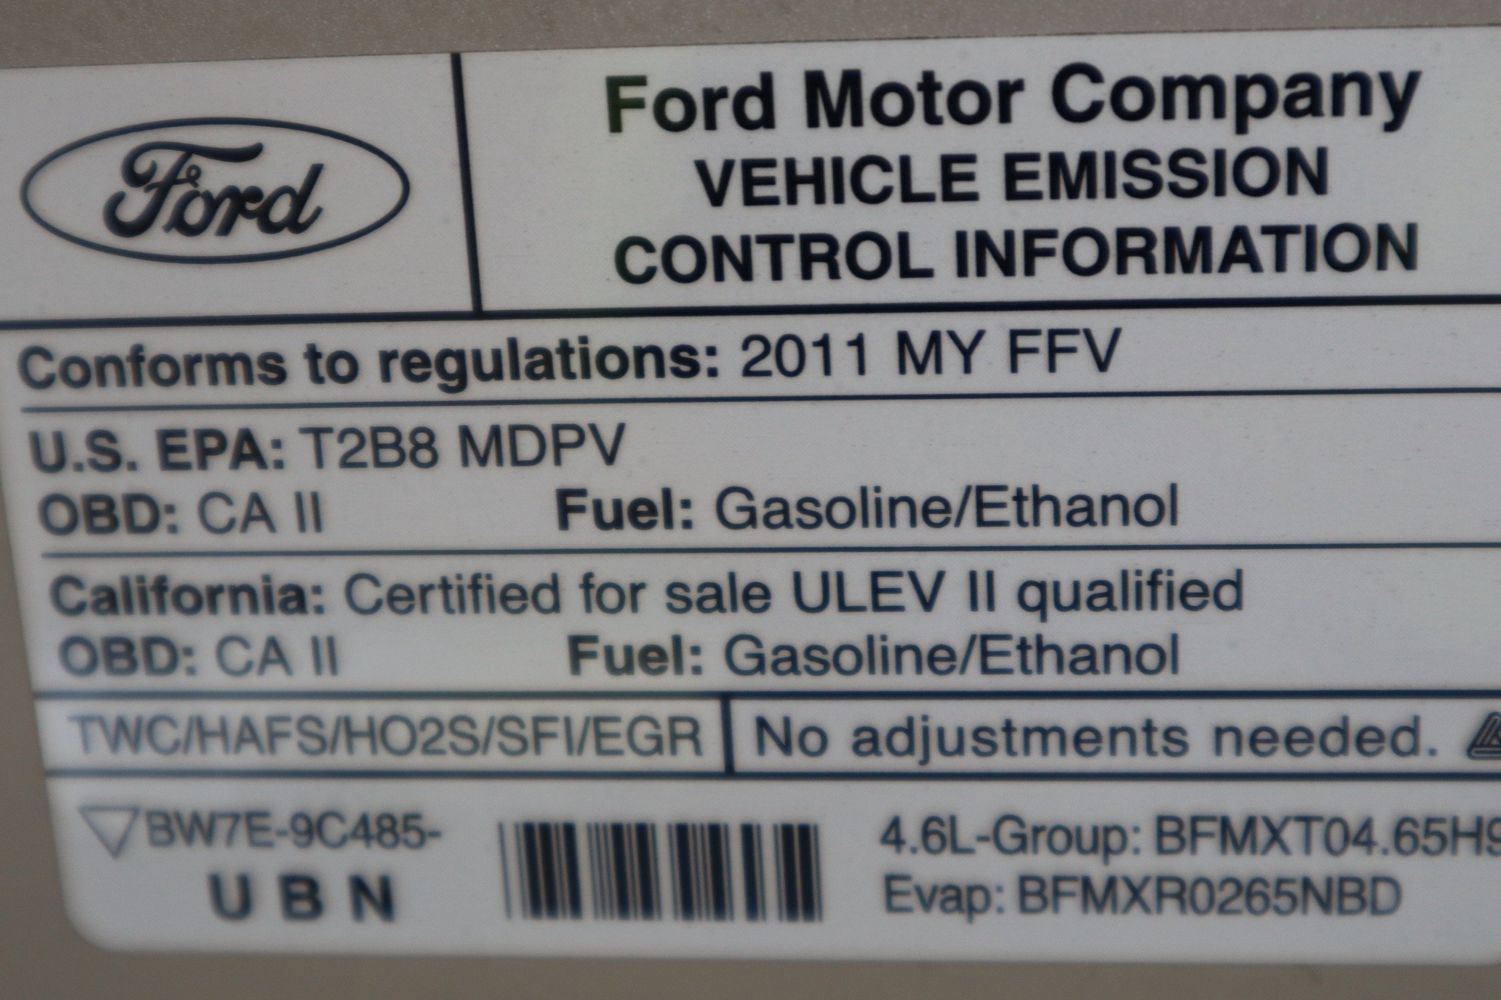 Ford
Ford Motor Company
VEHICLE EMISSION
CONTROL INFORMATION
Conforms to regulations: 2011 MY FFV
U.S. EPA: T2B8 MDPV
OBD: CA II Fuel: Gasoline/Ethanol
California: Certified for sale ULEV II qualified
OBD: CA II Fuel: Gasoline/Ethanol
TWC/HAFS/HO2S/SFI/EGR No adjustments needed.
BW7E-9C485-
UBN
4.6L-Group: BFMXT04.65H9
Evap: BFMXR0265NBD